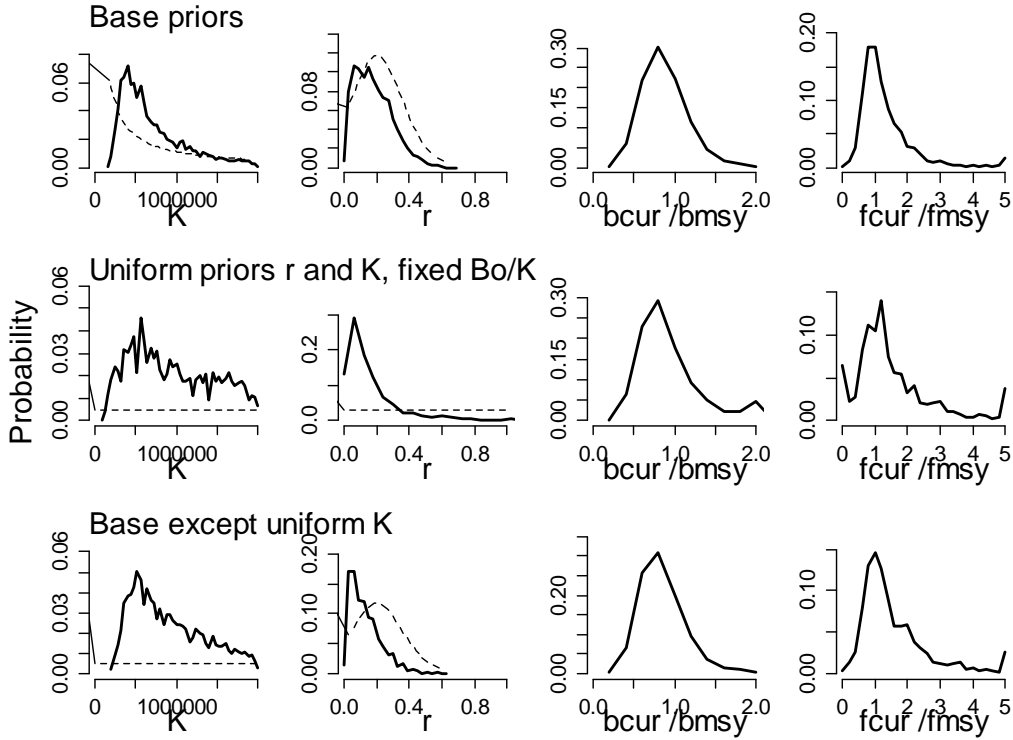 Base priors
0.00 0.06
0 1000000
K
0.00 0.08
0.0 0.4 0.8
r
0.00 0.15 0.30
0.0 1.0 2.0
bcur /bmsy
0.00 0.10 0.20
0 1 2 3 4 5
fcur /fmsy
Probability
Uniform priors r and K, fixed Bo/K
0.00 0.03 0.06
0 1000000
K
0.0 0.2
0.0 0.4 0.8
r
0.00 0.15 0.30
0.0 1.0 2.0
bcur /bmsy
0.00 0.10
0 1 2 3 4 5
fcur /fmsy
Base except uniform K
0.00 0.03 0.06
0 1000000
K
0.00 0.10 0.20
0.0 0.4 0.8
r
0.00 0.20
0.0 1.0 2.0
bcur /bmsy
0.00 0.10
0 1 2 3 4 5
fcur /fmsy